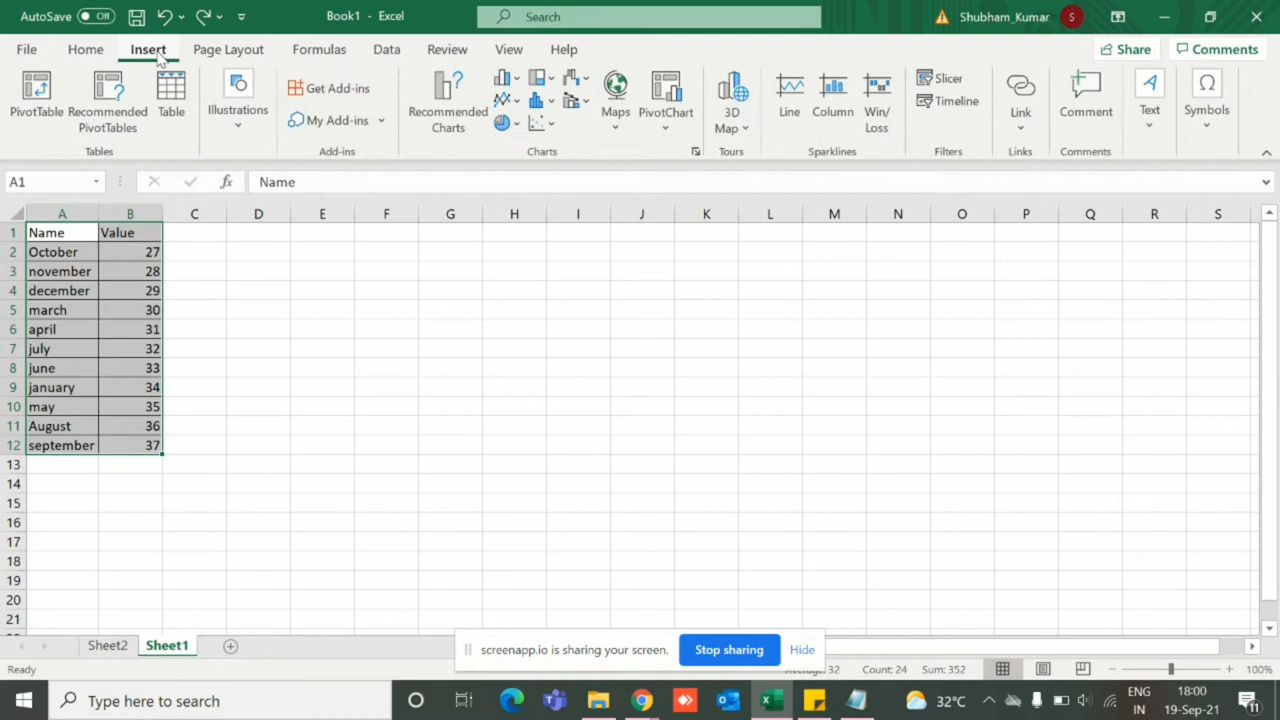 AutoSave Off Book1 - Excel Search Shubham_Kumar S
File Home Insert Page Layout Formulas Data Review View Help Share Comments
PivotTable Recommended PivotTables Table Illustrations Get Add-ins My Add-ins Recommended Charts Maps PivotChart 3D Map Line Column Win/Loss Slicer Timeline Link Comment Text Symbols
Tables Add-ins Charts Tours Sparklines Filters Links Comments
A1 fx Name
A B C D E F G H I J K L M N O P Q R S
1 Name Value
2 October 27
3 november 28
4 december 29
5 march 30
6 april 31
7 july 32
8 june 33
9 january 34
10 may 35
11 August 36
12 september 37
13
14
15
16
17
18
19
20
21
Sheet2 Sheet1
screenapp.io is sharing your screen. Stop sharing Hide
Ready Average: 32 Count: 24 Sum: 352 100%
Type here to search 32°C ENG IN 18:00 19-Sep-21 11